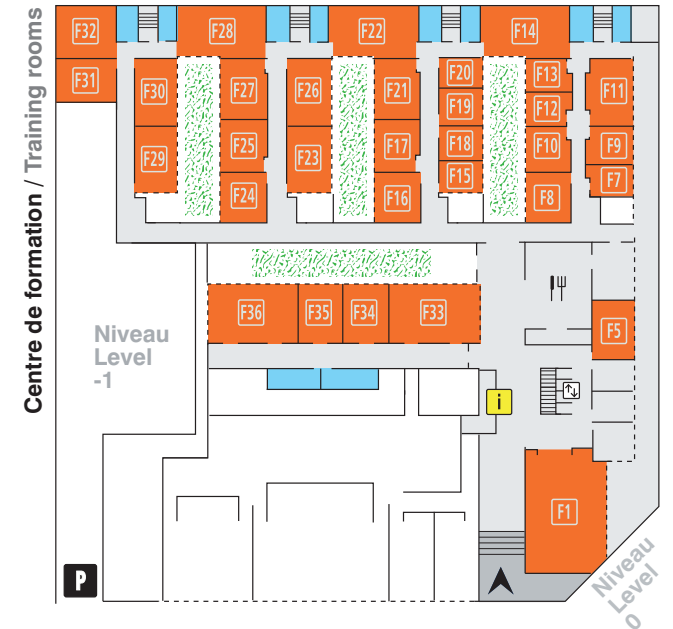 Centre de formation / Training rooms
F32
F28
F22
F14
F31
F30
F27
F26
F21
F20
F13
F11
F19
F12
F29
F25
F23
F17
F18
F10
F9
F15
F7
F24
F16
F8
F36
F35
F34
F33
F5
Niveau
Level
-1
i
F1
P
Niveau
Level
0